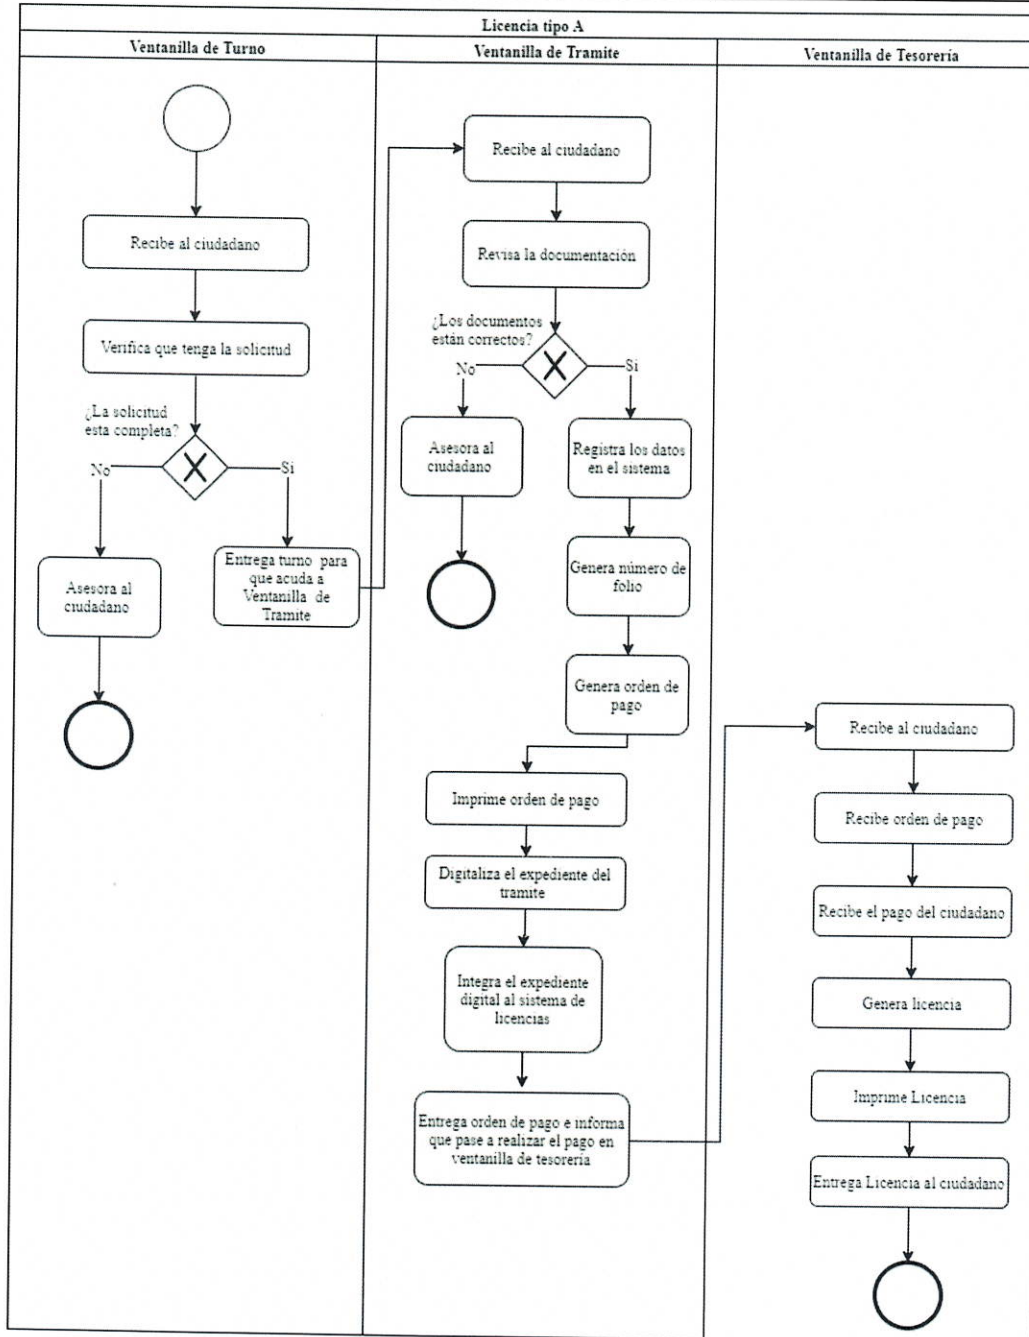 Licencia tipo A
Ventanilla de Turno
Ventanilla de Tramite
Ventanilla de Tesorería
Recibe al ciudadano
Verifica que tenga la solicitud
¿La solicitud
esta completa?
No
Si
Asesora al
ciudadano
Entrega turno para
que acuda a
Ventanilla de
Tramite
Recibe al ciudadano
Revisa la documentación
¿Los documentos
están correctos?
No
Si
Asesora al
ciudadano
Registra los datos
en el sistema
Genera número de
folio
Genera orden de
pago
Imprime orden de pago
Digitaliza el expediente del
tramite
Integra el expediente
digital al sistema de
licencias
Entrega orden de pago e informa
que pase a realizar el pago en
ventanilla de tesorería
Recibe al ciudadano
Recibe orden de pago
Recibe el pago del ciudadano
Genera licencia
Imprime Licencia
Entrega Licencia al ciudadano